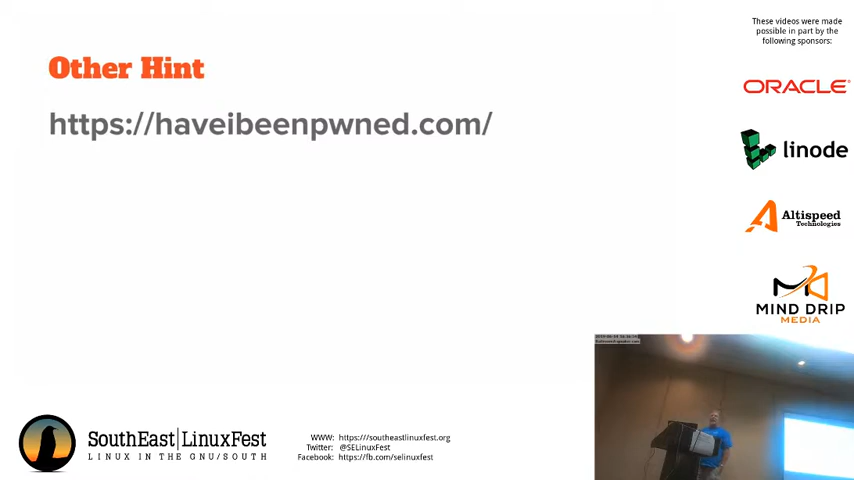 Other Hint
https://haveibeenpwned.com/
These videos were made
possible in part by the
following sponsors:
ORACLE
linode
Altispeed
Technologies
MIND DRIP
MEDIA
SouthEast|LinuxFest
LINUX IN THE GNU/SOUTH
WWW: https:///southeastlinuxfest.org
Twitter: @SELinuxFest
Facebook: https://fb.com/selinuxfest